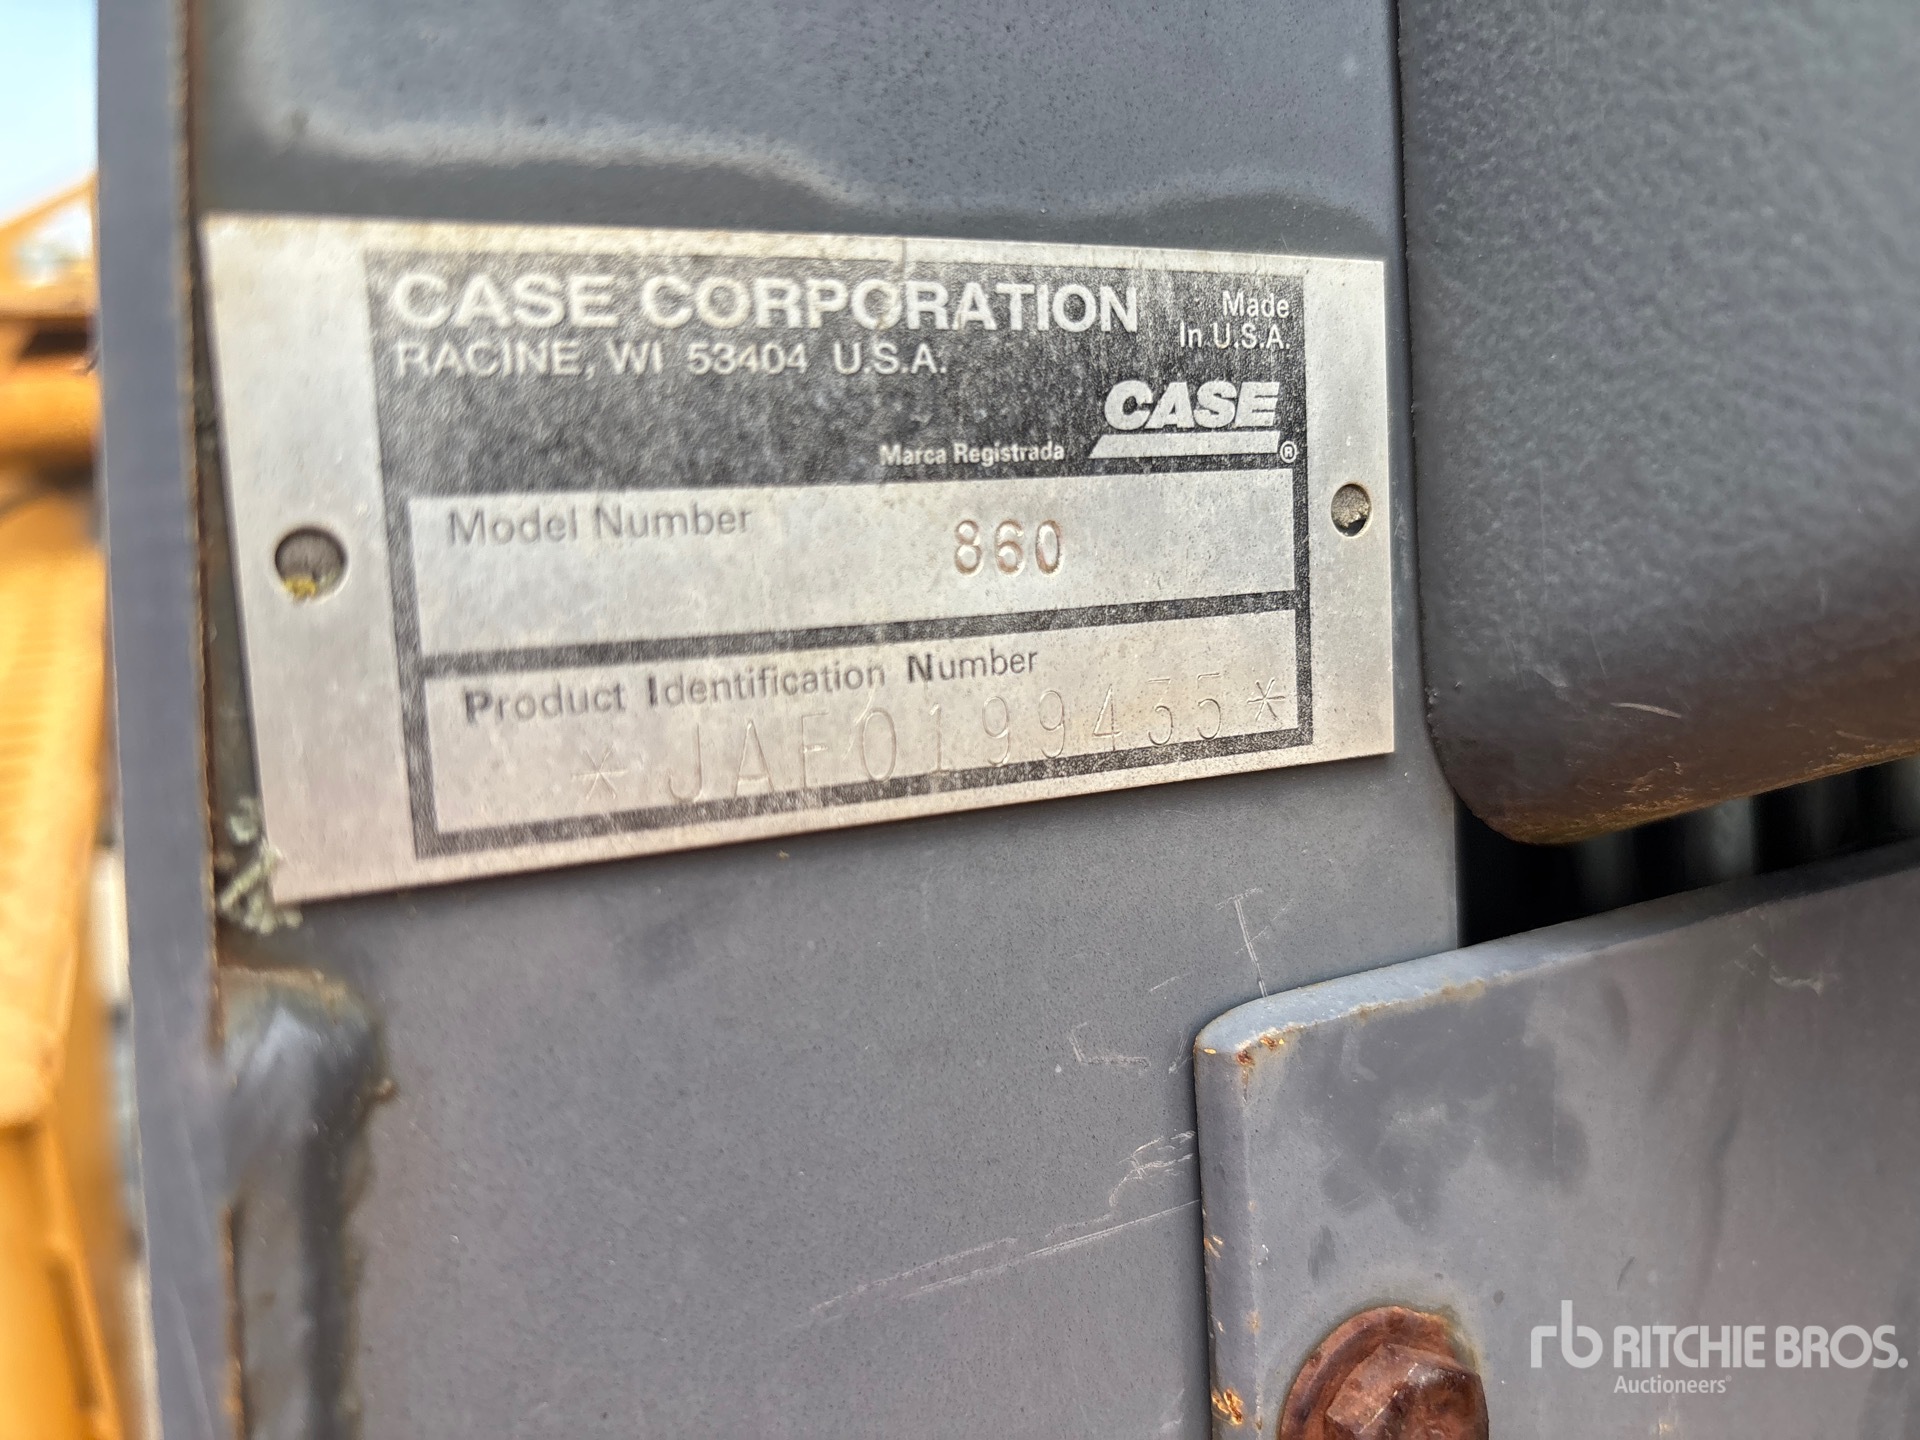 CASE CORPORATION
RACINE, WI 53404 U.S.A.
Made
In U.S.A.
CASE
Marca Registrada ®
Model Number 860
Product Identification Number
*JAF0199435*
rb RITCHIE BROS.
Auctioneers